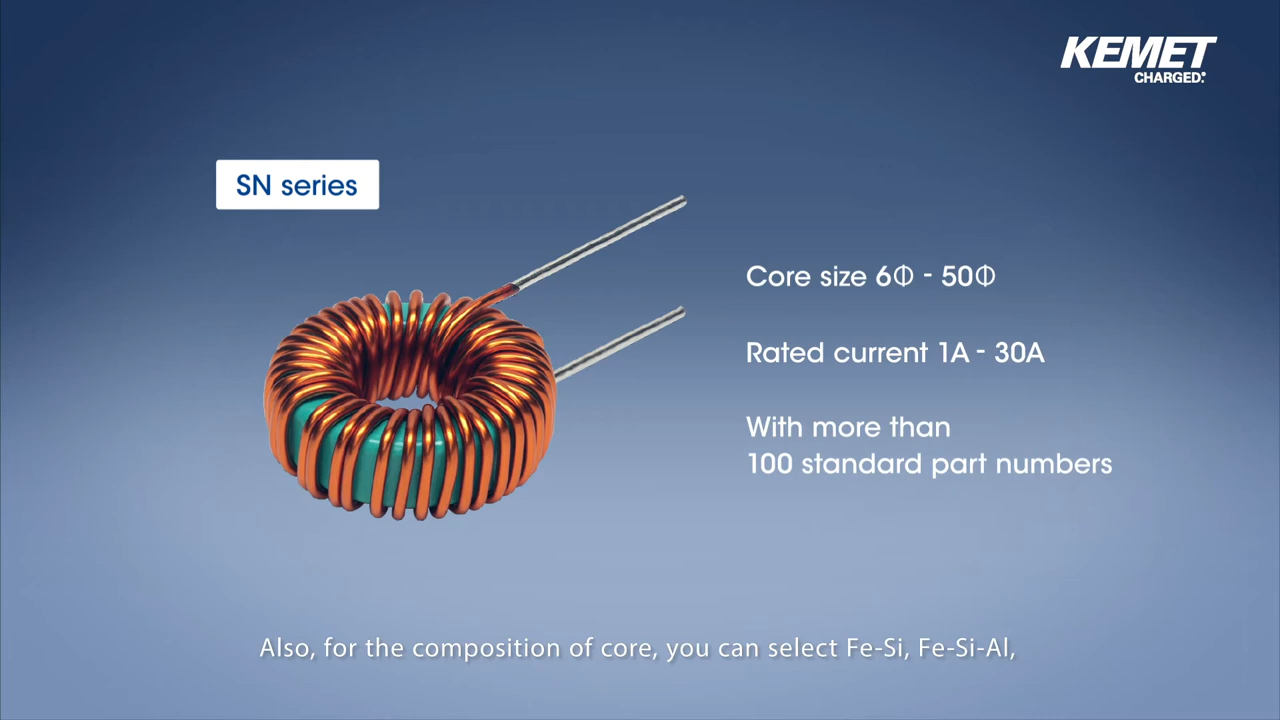 KEMET
CHARGED.
SN series
Core size 6Φ - 50Φ
Rated current 1A - 30A
With more than
100 standard part numbers
Also, for the composition of core, you can select Fe-Si, Fe-Si-Al,